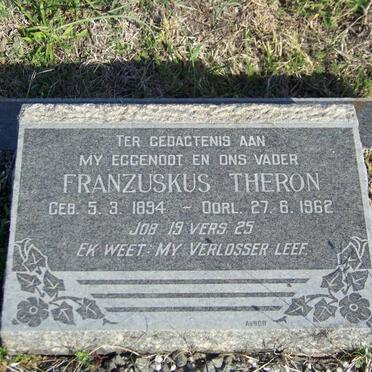 TER GEDAGTENIS AAN
MY EGGENOOT EN ONS VADER
FRANZUSKUS THERON
GEB. 5. 3. 1894 - OORL. 27. 6. 1962
JOB 19 VERS 25
EK WEET: MY VERLOSSER LEEF.